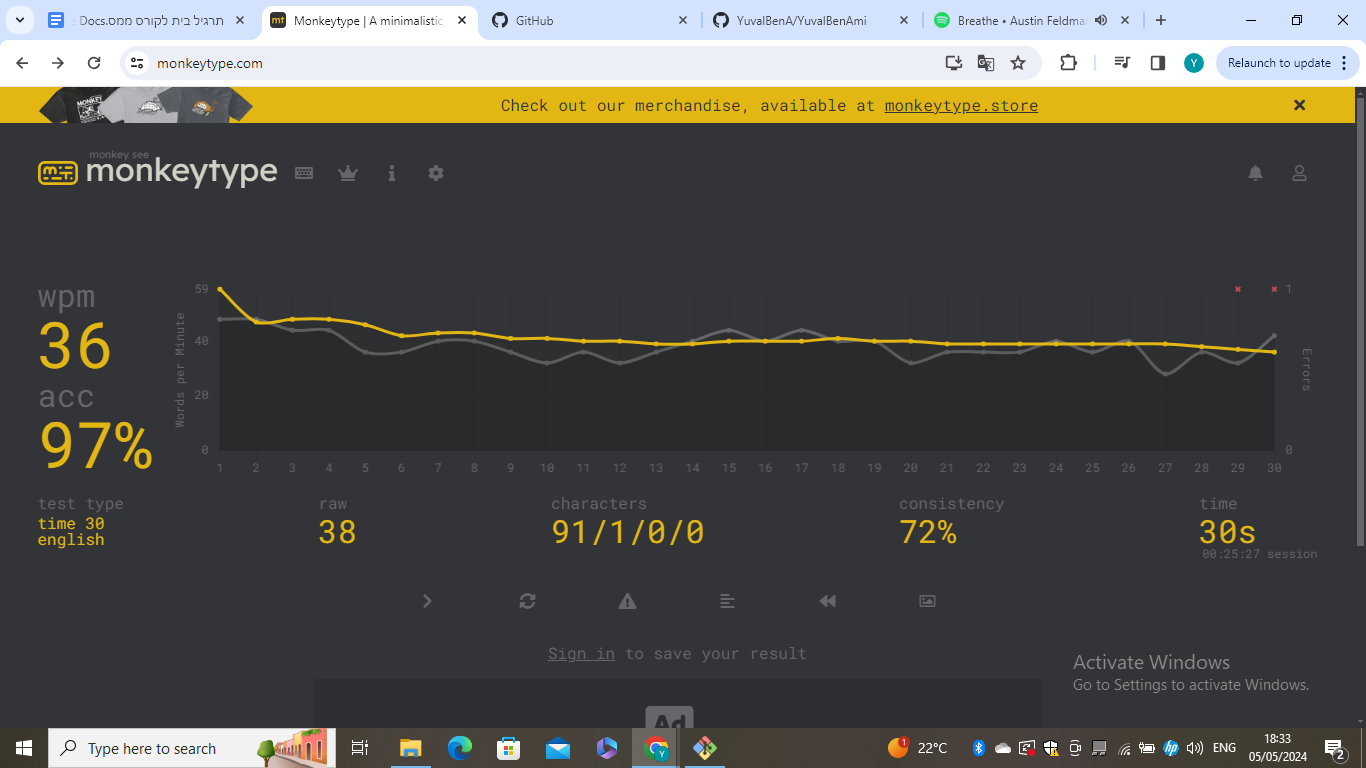 תרגיל בית לקורס ממס.Docs
Monkeytype | A minimalistic
GitHub
YuvalBenA/YuvalBenAmi
Breathe • Austin Feldma
monkeytype.com
Y
Relaunch to update
MONKEY
Check out our merchandise, available at monkeytype.store
monkey see
monkeytype
wpm
36
acc
97%
Words per Minute
59
40
20
0
1 2 3 4 5 6 7 8 9 10 11 12 13 14 15 16 17 18 19 20 21 22 23 24 25 26 27 28 29 30
1
0
Errors
test type
time 30
english
raw
38
characters
91/1/0/0
consistency
72%
time
30s
00:25:27 session
Sign in to save your result
Ad
Activate Windows
Go to Settings to activate Windows.
Type here to search
1
22°C
ENG
18:33
05/05/2024
2